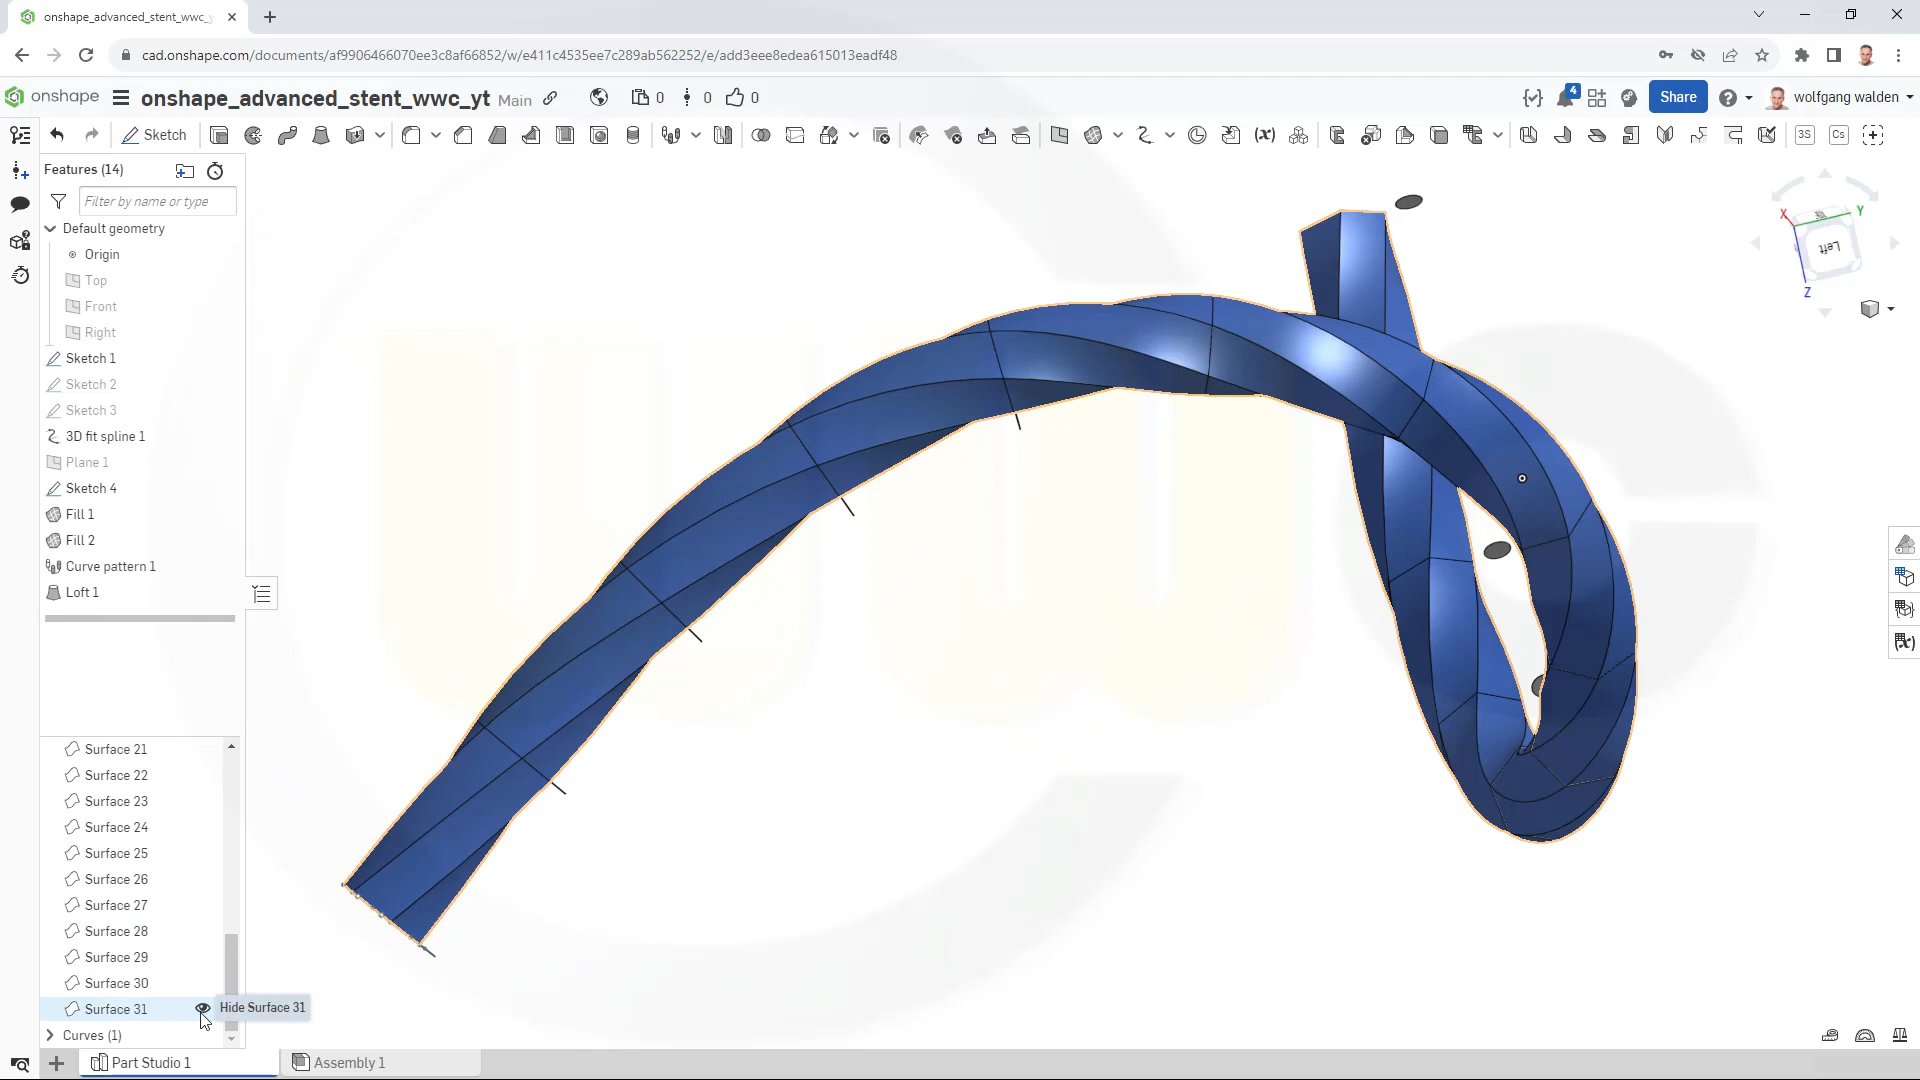 onshape_advanced_stent_wwc_y
cad.onshape.com/documents/af9906466070ee3c8af66852/w/e411c4535ee7c289ab562252/e/add3eee8edea615013eadf48
onshape
onshape_advanced_stent_wwc_yt Main
0
0
0
4
Share
wolfgang walden
Sketch
3S
Cs
Features (14)
Filter by name or type
Default geometry
Origin
Top
Front
Right
Sketch 1
Sketch 2
Sketch 3
3D fit spline 1
Plane 1
Sketch 4
Fill 1
Fill 2
Curve pattern 1
Loft 1
X
Y
Left
Z
Surface 21
Surface 22
Surface 23
Surface 24
Surface 25
Surface 26
Surface 27
Surface 28
Surface 29
Surface 30
Surface 31
Hide Surface 31
Curves (1)
Part Studio 1
Assembly 1